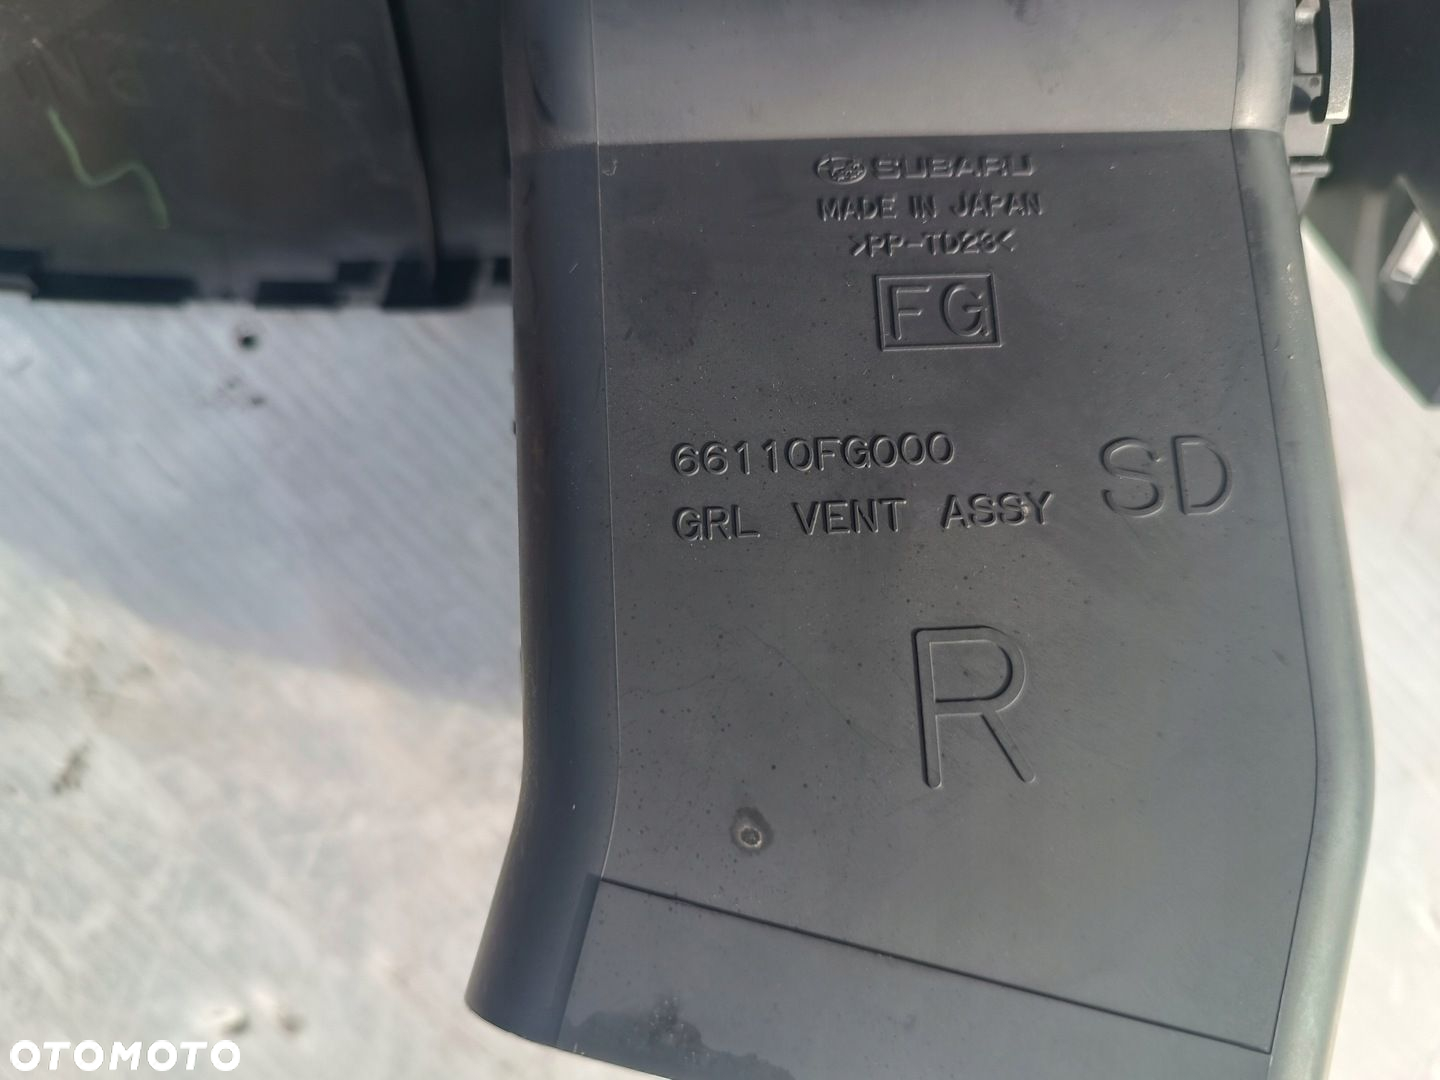 SUBARU
MADE IN JAPAN
>PP-TD23<
FG
66110FG000
GRL VENT ASSY
SD
R
OTOMOTO